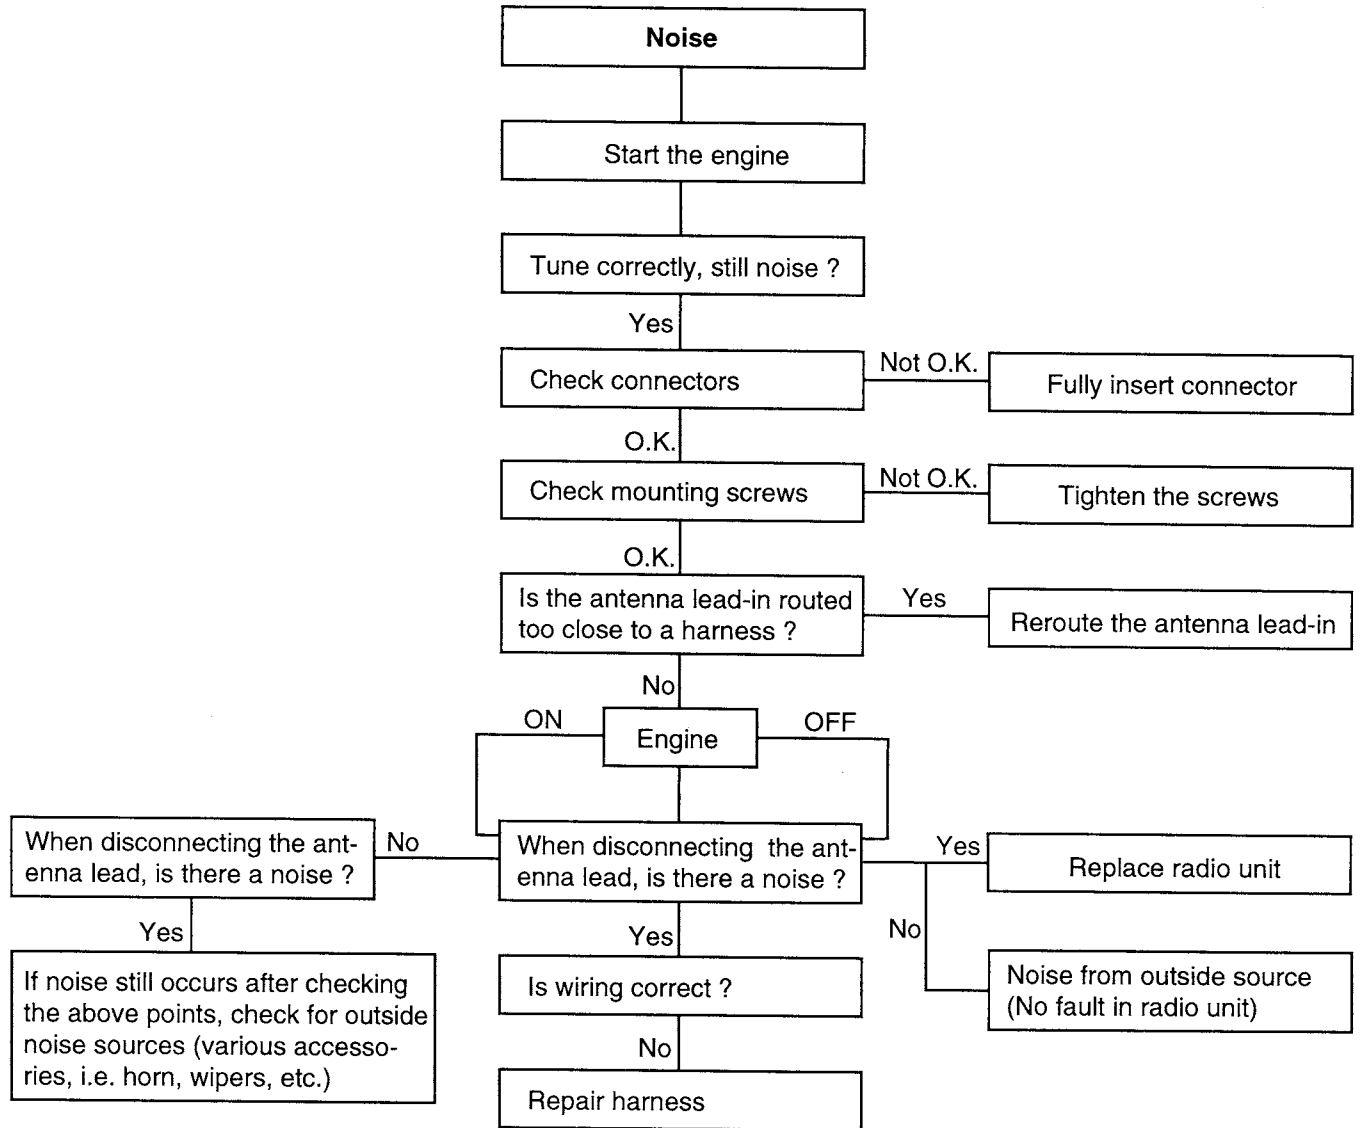 Noise
Start the engine
Tune correctly, still noise ?
Yes
Check connectors
Not O.K.
Fully insert connector
O.K.
Check mounting screws
Not O.K.
Tighten the screws
O.K.
Is the antenna lead-in routed
too close to a harness ?
Yes
Reroute the antenna lead-in
No
ON
Engine
OFF
When disconnecting the ant-
enna lead, is there a noise ?
No
When disconnecting the ant-
enna lead, is there a noise ?
Yes
Replace radio unit
Yes
If noise still occurs after checking
the above points, check for outside
noise sources (various accesso-
ries, i.e. horn, wipers, etc.)
Yes
Is wiring correct ?
No
Noise from outside source
(No fault in radio unit)
No
Repair harness